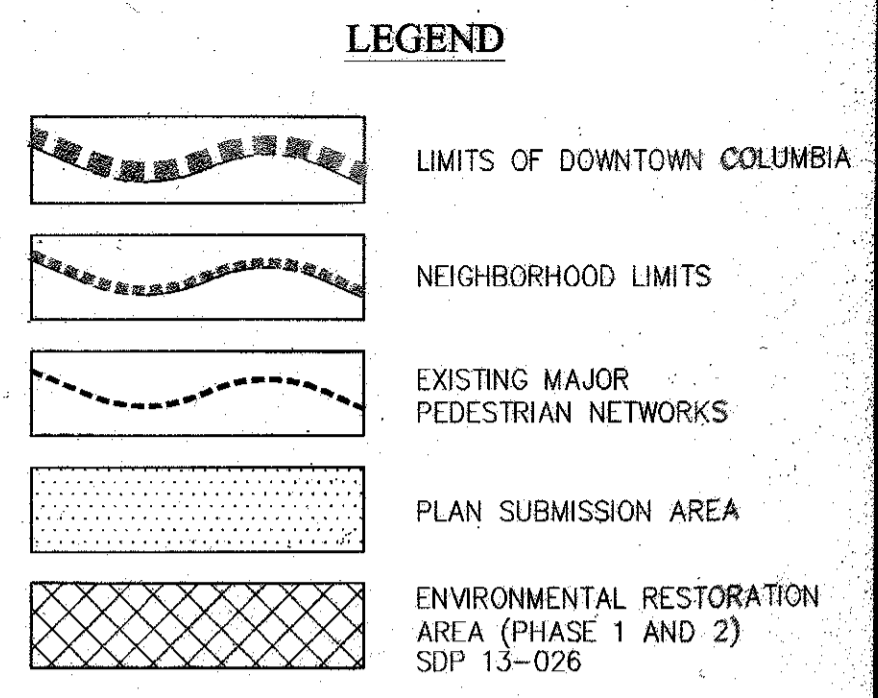 LEGEND
LIMITS OF DOWNTOWN COLUMBIA
NEIGHBORHOOD LIMITS
EXISTING MAJOR
PEDESTRIAN NETWORKS
PLAN SUBMISSION AREA
ENVIRONMENTAL RESTORATION
AREA (PHASE 1 AND 2)
SDP 13-026